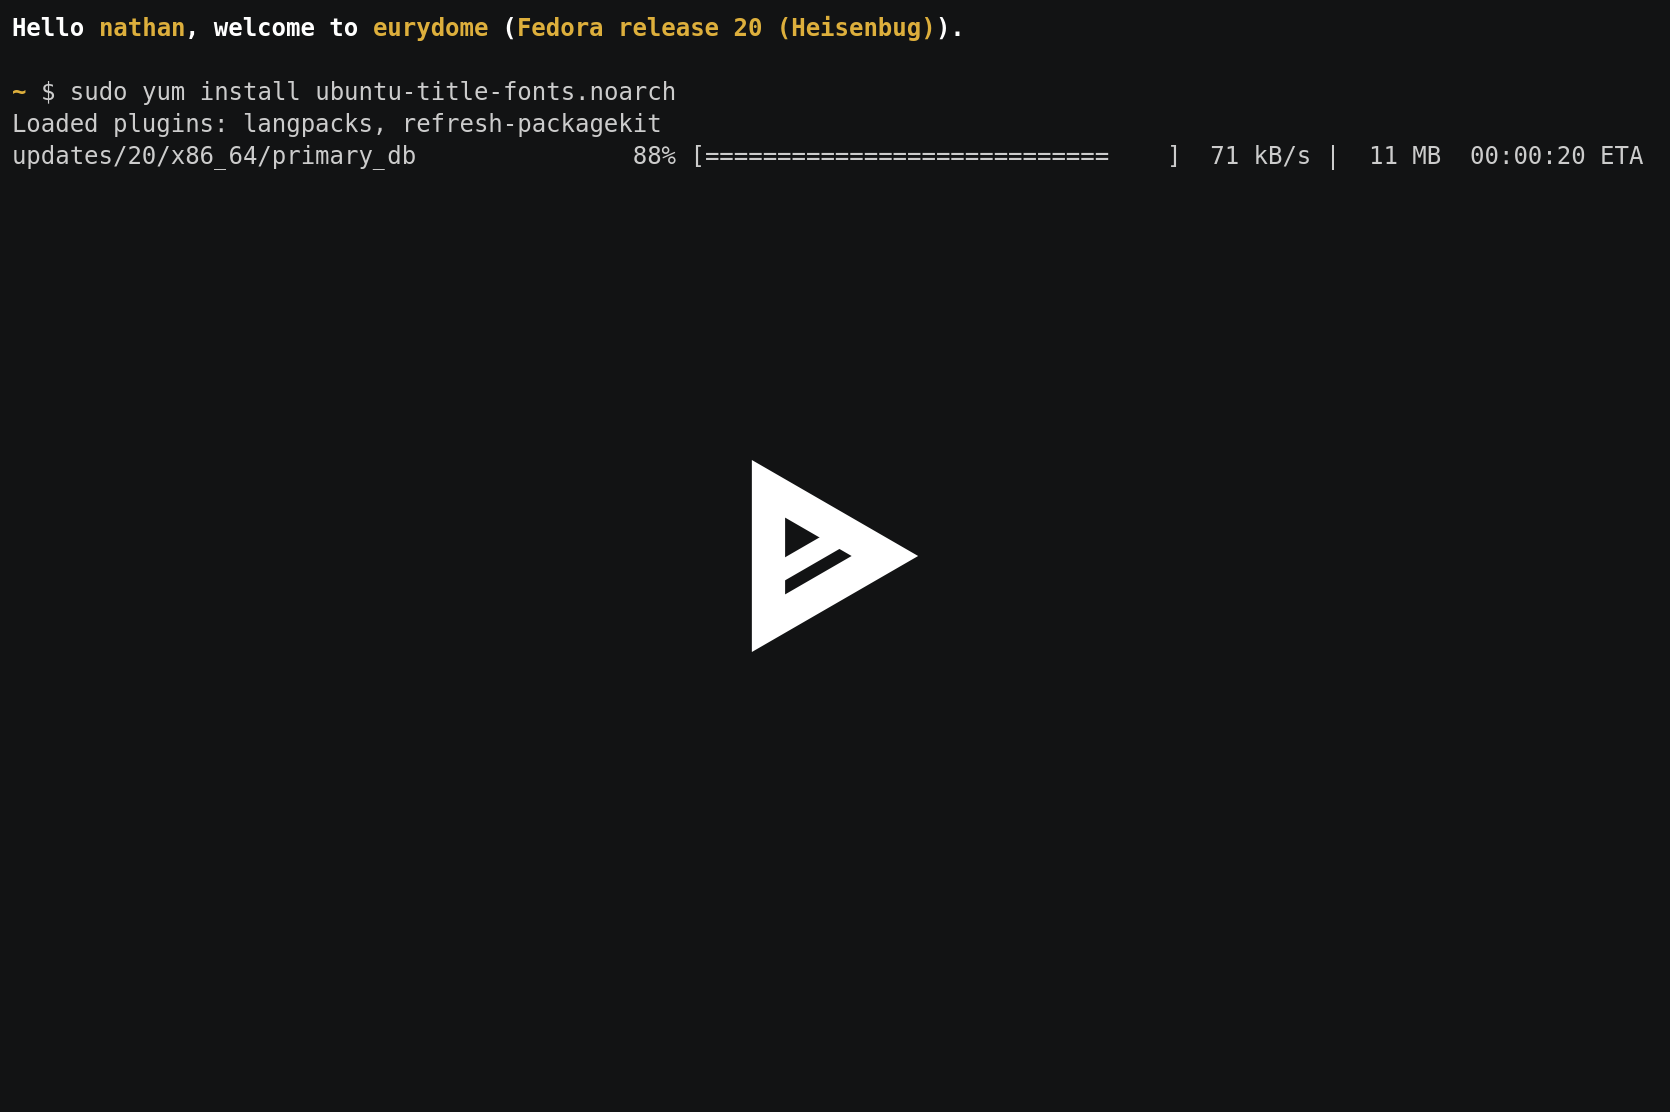 Hello nathan, welcome to eurydome (Fedora release 20 (Heisenbug)).
~ $ sudo yum install ubuntu-title-fonts.noarch
Loaded plugins: langpacks, refresh-packagekit
updates/20/x86_64/primary_db 88% [============================    ] 71 kB/s | 11 MB 00:00:20 ETA